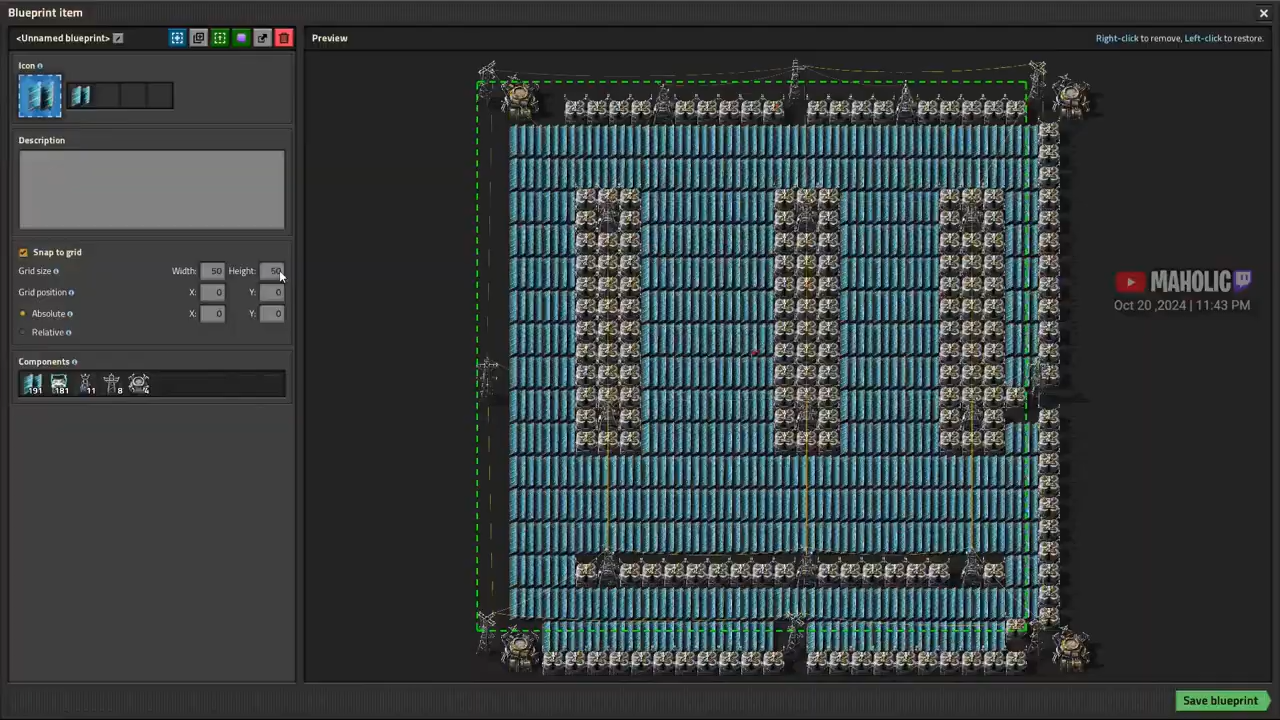 Blueprint item
<Unnamed blueprint>
Preview
Right-click to remove, Left-click to restore.
Icon
Description
Snap to grid
Grid size
Width: 50 Height: 50
Grid position
X: 0 Y: 0
Absolute
X: 0 Y: 0
Relative
Components
191 181 11 8 4
MAHOLIC
Oct 20 ,2024 | 11:43 PM
Save blueprint